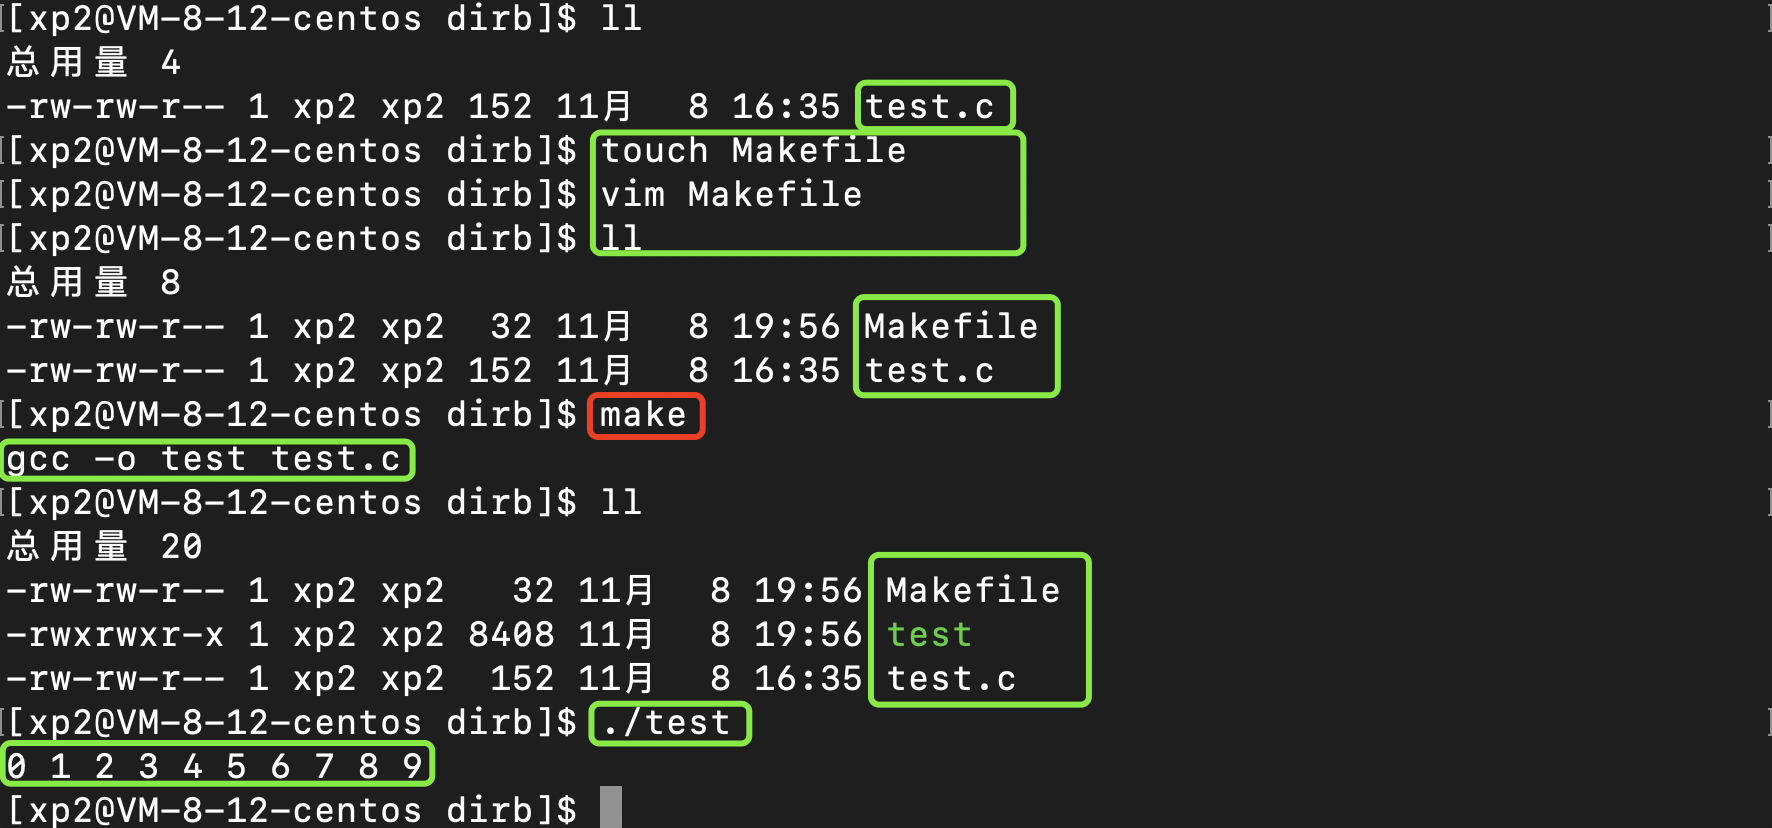 [xp2@VM-8-12-centos dirb]$ ll
总用量 4
-rw-rw-r-- 1 xp2 xp2 152 11月  8 16:35 test.c
[xp2@VM-8-12-centos dirb]$ touch Makefile
[xp2@VM-8-12-centos dirb]$ vim Makefile
[xp2@VM-8-12-centos dirb]$ ll
总用量 8
-rw-rw-r-- 1 xp2 xp2  32 11月  8 19:56 Makefile
-rw-rw-r-- 1 xp2 xp2 152 11月  8 16:35 test.c
[xp2@VM-8-12-centos dirb]$ make
gcc -o test test.c
[xp2@VM-8-12-centos dirb]$ ll
总用量 20
-rw-rw-r-- 1 xp2 xp2   32 11月  8 19:56 Makefile
-rwxrwxr-x 1 xp2 xp2 8408 11月  8 19:56 test
-rw-rw-r-- 1 xp2 xp2  152 11月  8 16:35 test.c
[xp2@VM-8-12-centos dirb]$ ./test
0 1 2 3 4 5 6 7 8 9
[xp2@VM-8-12-centos dirb]$